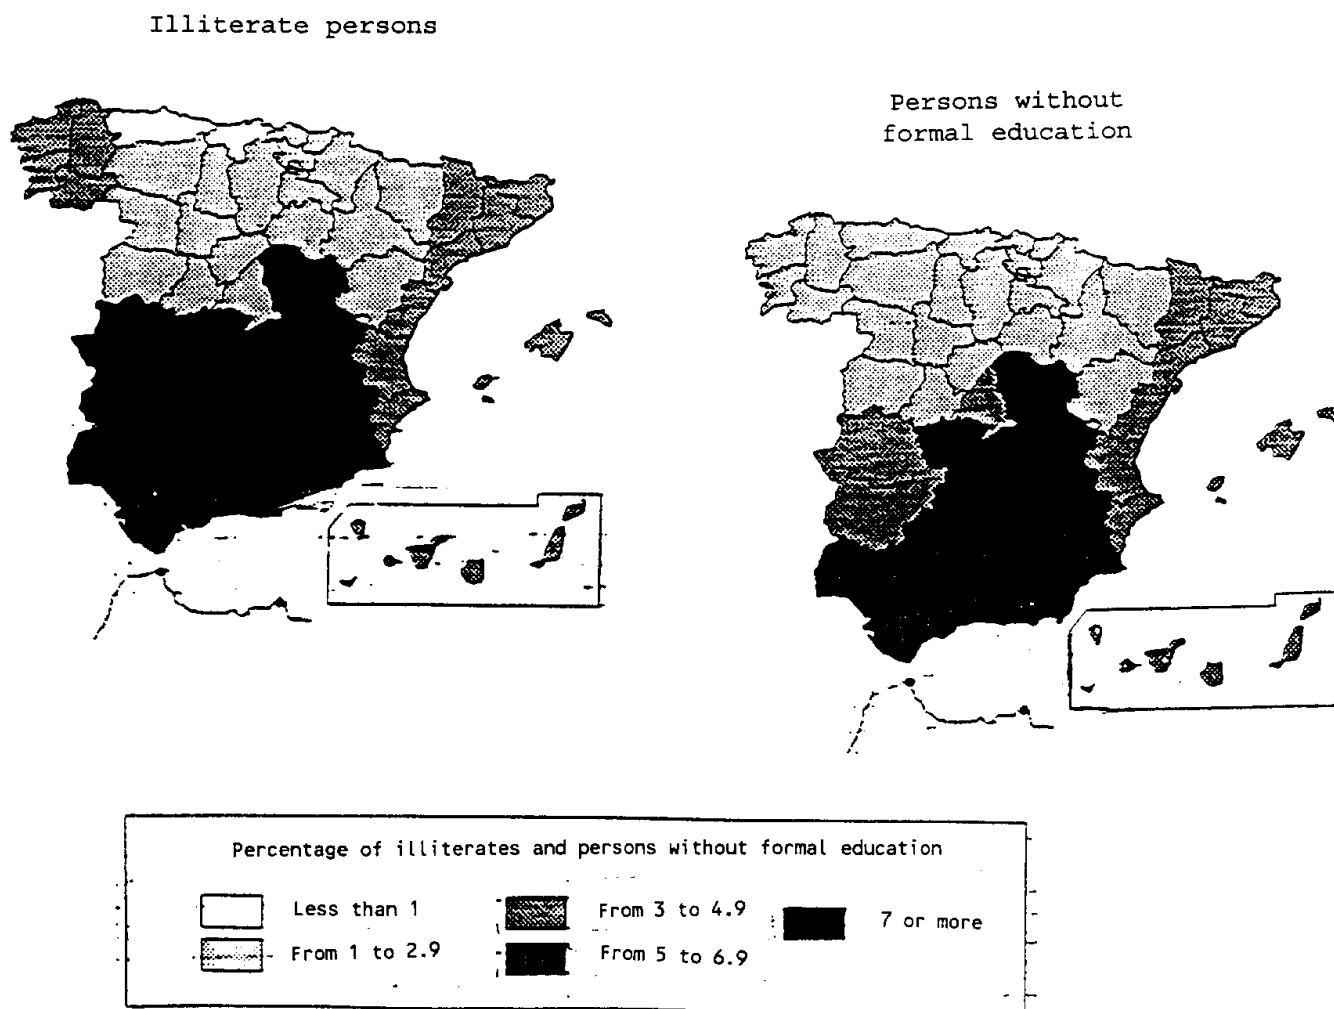 Illiterate persons
Persons without
formal education
Percentage of illiterates and persons without formal education
Less than 1
From 1 to 2.9
From 3 to 4.9
From 5 to 6.9
7 or more